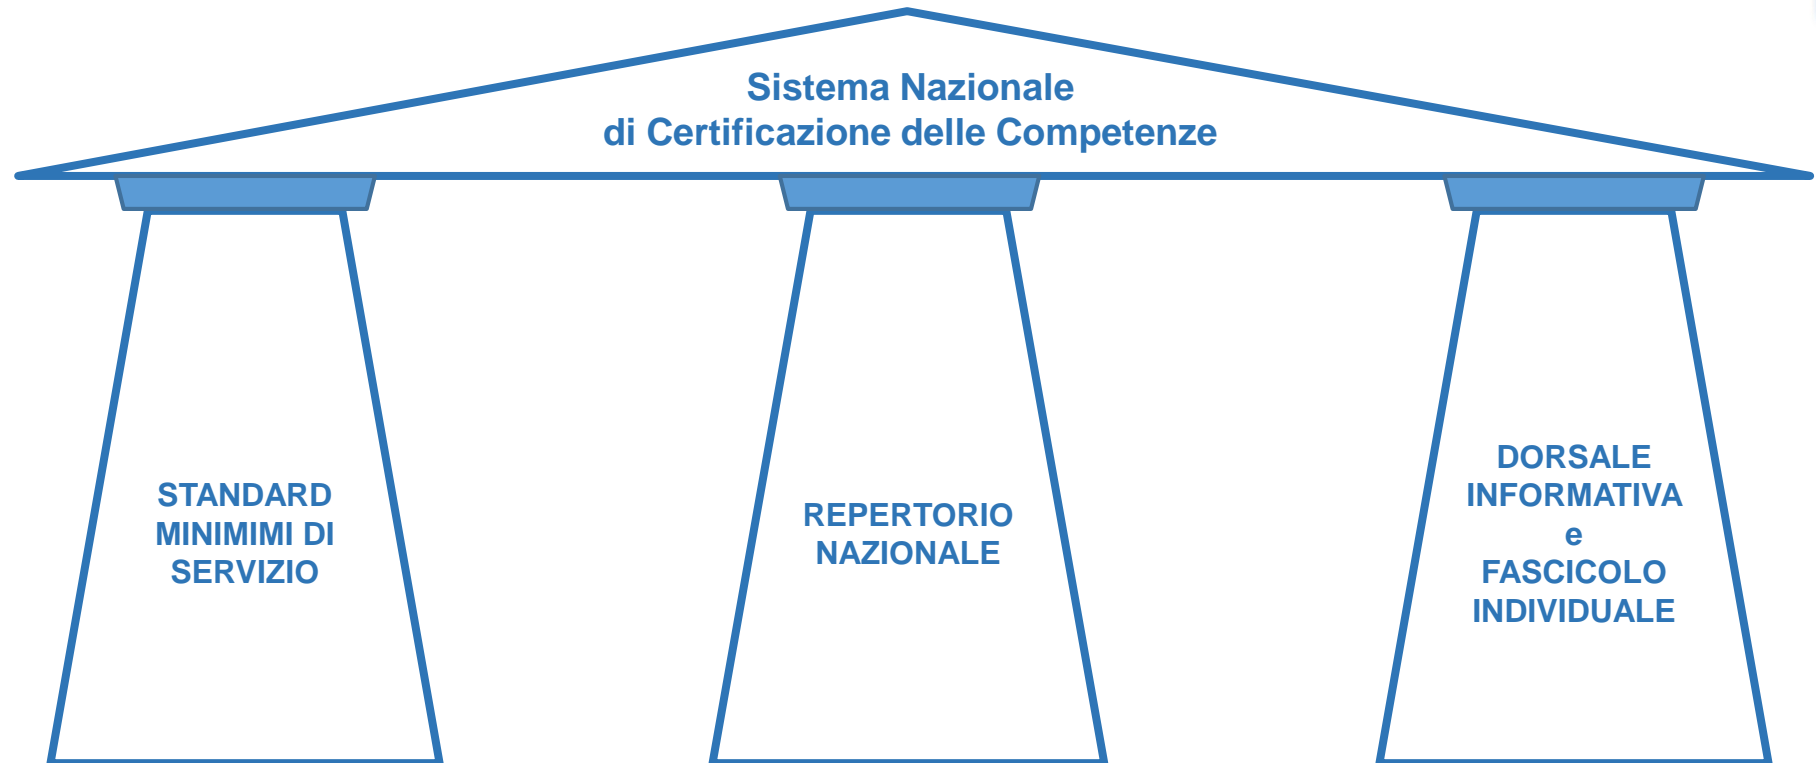 Sistema Nazionale
di Certificazione delle Competenze
STANDARD
MINIMIMI DI
SERVIZIO
REPERTORIO
NAZIONALE
DORSALE
INFORMATIVA
e
FASCICOLO
INDIVIDUALE